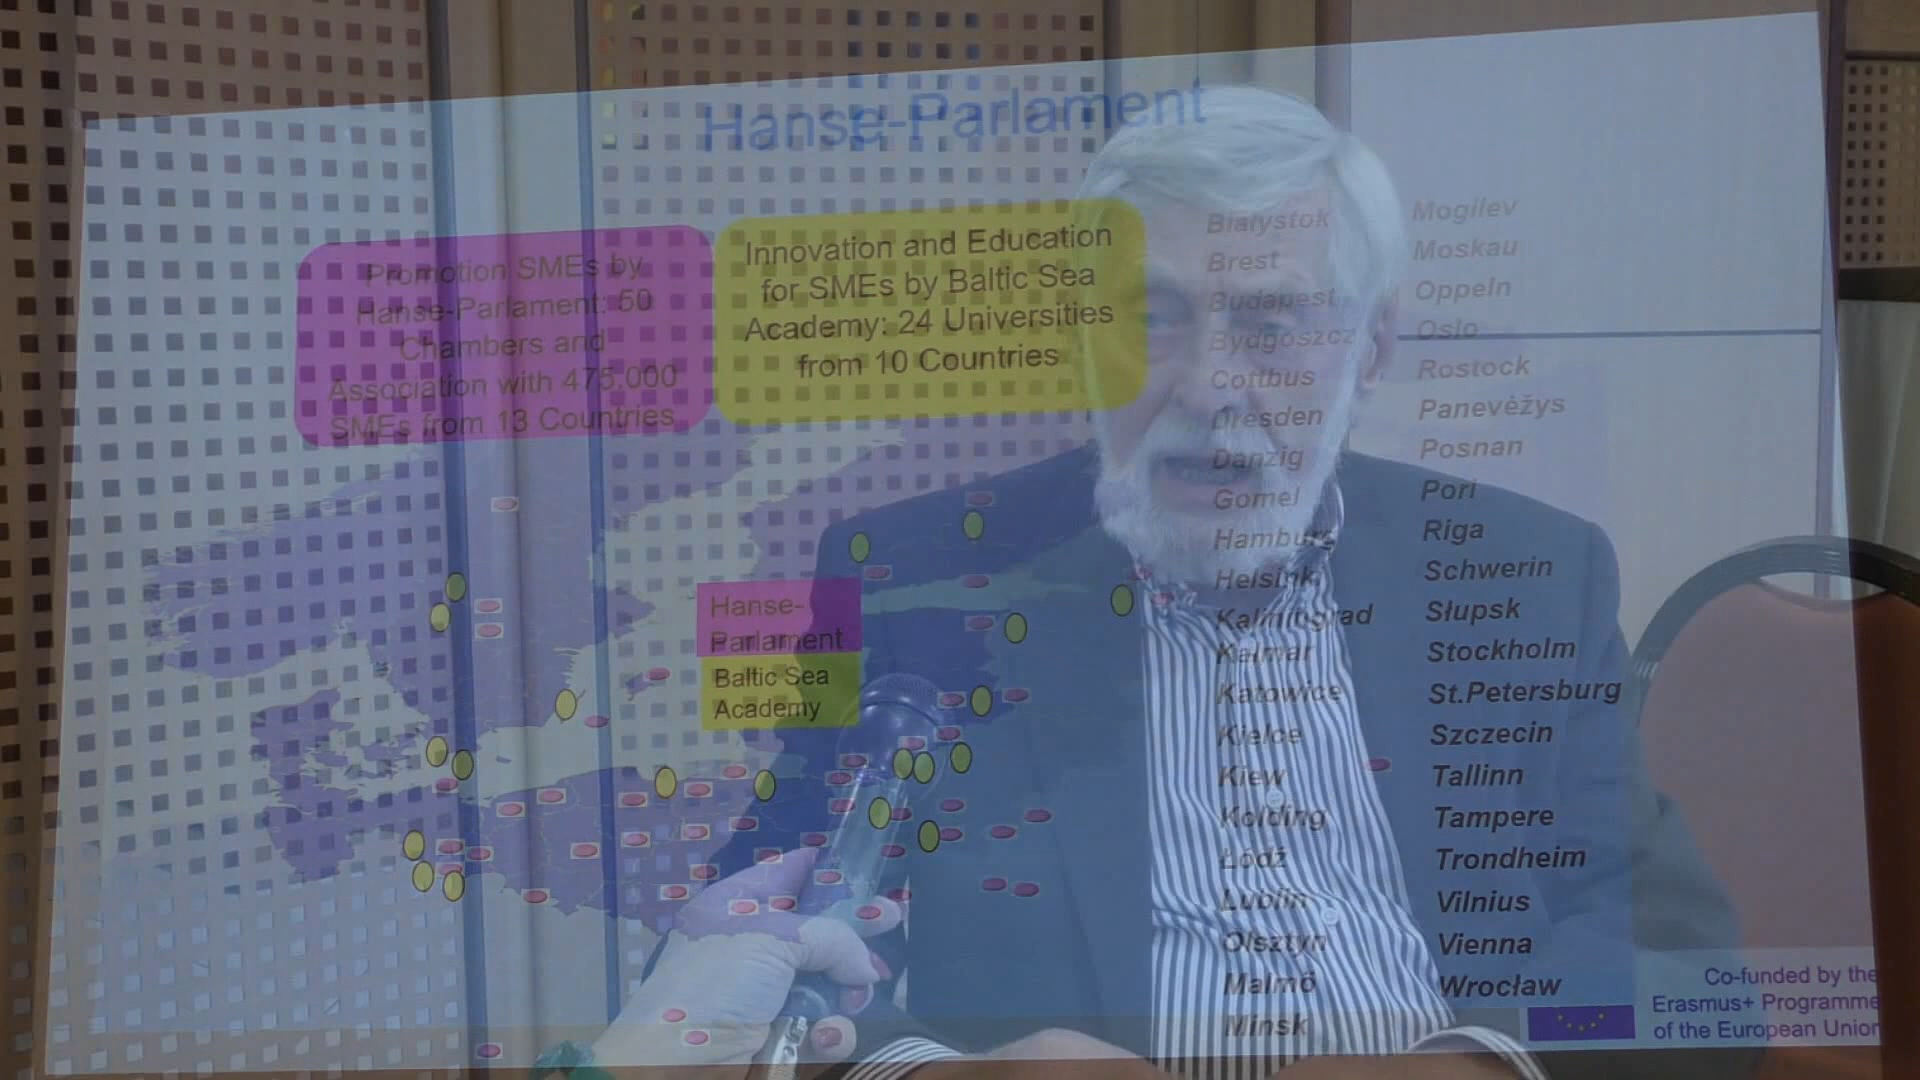 Hanse-Parlament
Promotion SMEs by
Hanse-Parlament: 50
Chambers and
Association with 475.000
SMEs from 13 Countries
Innovation and Education
for SMEs by Baltic Sea
Academy: 24 Universities
from 10 Countries
Hanse-
Parlament
Baltic Sea
Academy
Bialystok
Brest
Budapest
Bydgoszcz
Cottbus
Dresden
Danzig
Gomel
Hamburg
Helsinki
Kaliningrad
Kalmar
Katowice
Kielce
Kiew
Kolding
Łódź
Lublin
Olsztyn
Malmö
Minsk
Mogilev
Moskau
Oppeln
Oslo
Rostock
Panevėžys
Posnan
Pori
Riga
Schwerin
Słupsk
Stockholm
St.Petersburg
Szczecin
Tallinn
Tampere
Trondheim
Vilnius
Vienna
Wrocław
Co-funded by the
Erasmus+ Programme
of the European Union